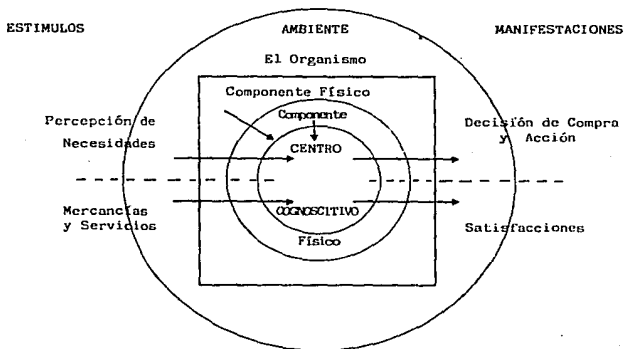 ESTIMULOS AMBIENTE MANIFESTACIONES
El Organismo
Componente Físico
Componente
Percepción de
Necesidades
Decisión de Compra
y Acción
CENTRO
COGNOSCITIVO
Físico
Mercancías
y Servicios
Satisfacciones